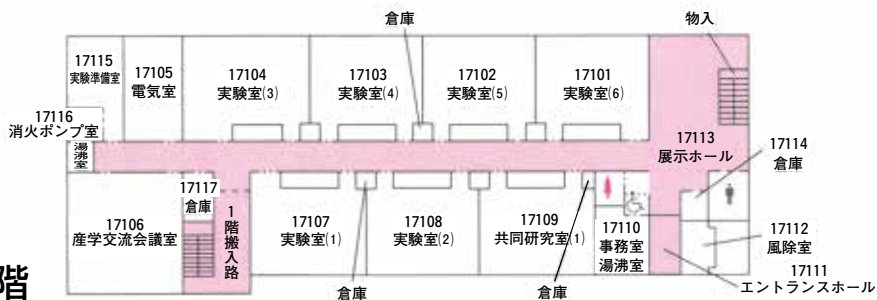 倉庫
物入
17115
実験準備室
17105
電気室
17104
実験室(3)
17103
実験室(4)
17102
実験室(5)
17101
実験室(6)
17116
消火ポンプ室
湯沸室
17113
展示ホール
17114
倉庫
17117
倉庫
17106
産学交流会議室
1階搬入路
17107
実験室(1)
17108
実験室(2)
17109
共同研究室(1)
17110
事務室
湯沸室
17112
風除室
17111
エントランスホール
倉庫
倉庫
階